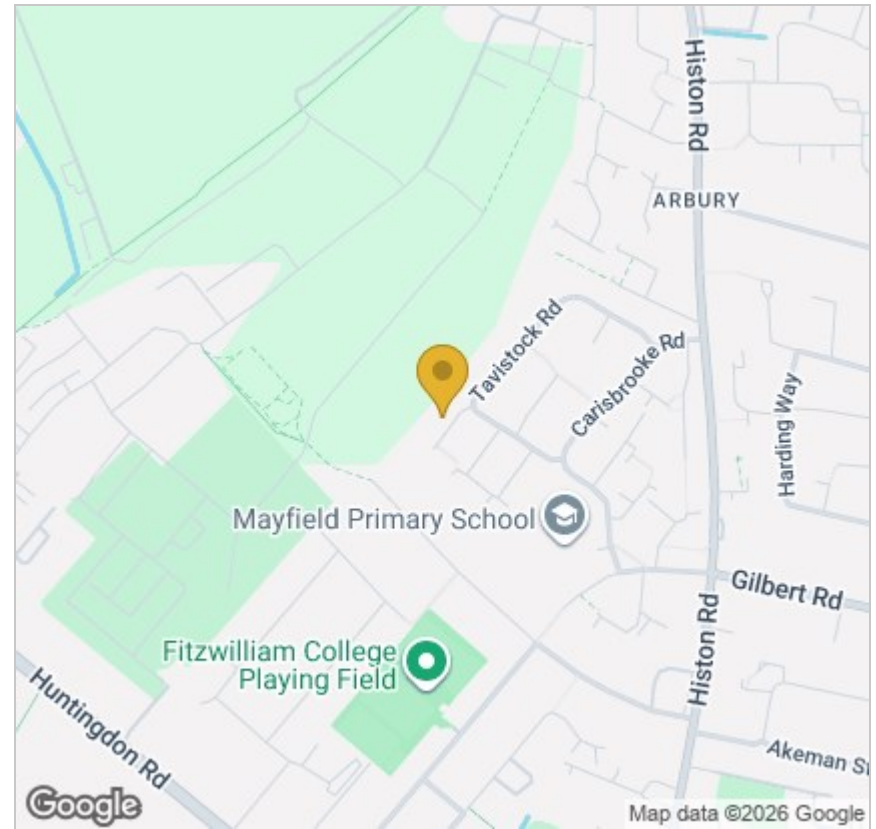 Histon Rd
ARBURY
Tavistock Rd
Carisbrooke Rd
Harding Way
Mayfield Primary School
Gilbert Rd
Histon Rd
Fitzwilliam College
Playing Field
Huntingdon Rd
Akeman St
Google
Map data ©2026 Google